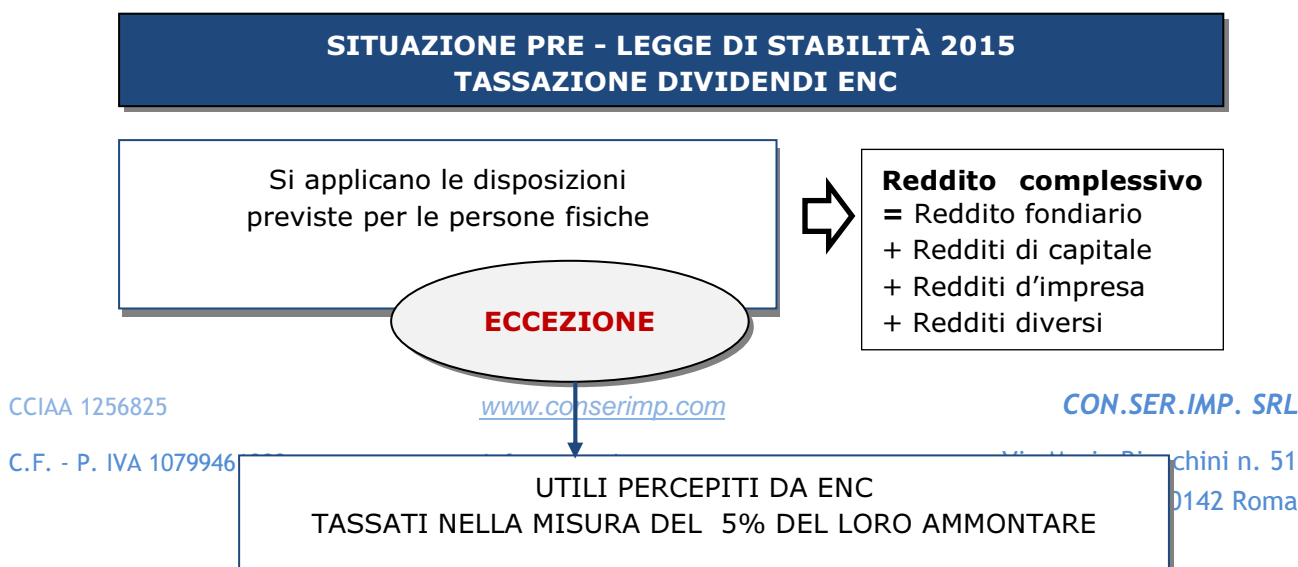 SITUAZIONE PRE - LEGGE DI STABILITÀ 2015
TASSAZIONE DIVIDENDI ENC
Si applicano le disposizioni
previste per le persone fisiche
Reddito complessivo
= Reddito fondiario
+ Redditi di capitale
+ Redditi d'impresa
+ Redditi diversi
ECCEZIONE
CCIAA 1256825
www.conserimp.com
CON.SER.IMP. SRL
C.F. - P. IVA 1079946
chini n. 51
0142 Roma
UTILI PERCEPITI DA ENC
TASSATI NELLA MISURA DEL 5% DEL LORO AMMONTARE